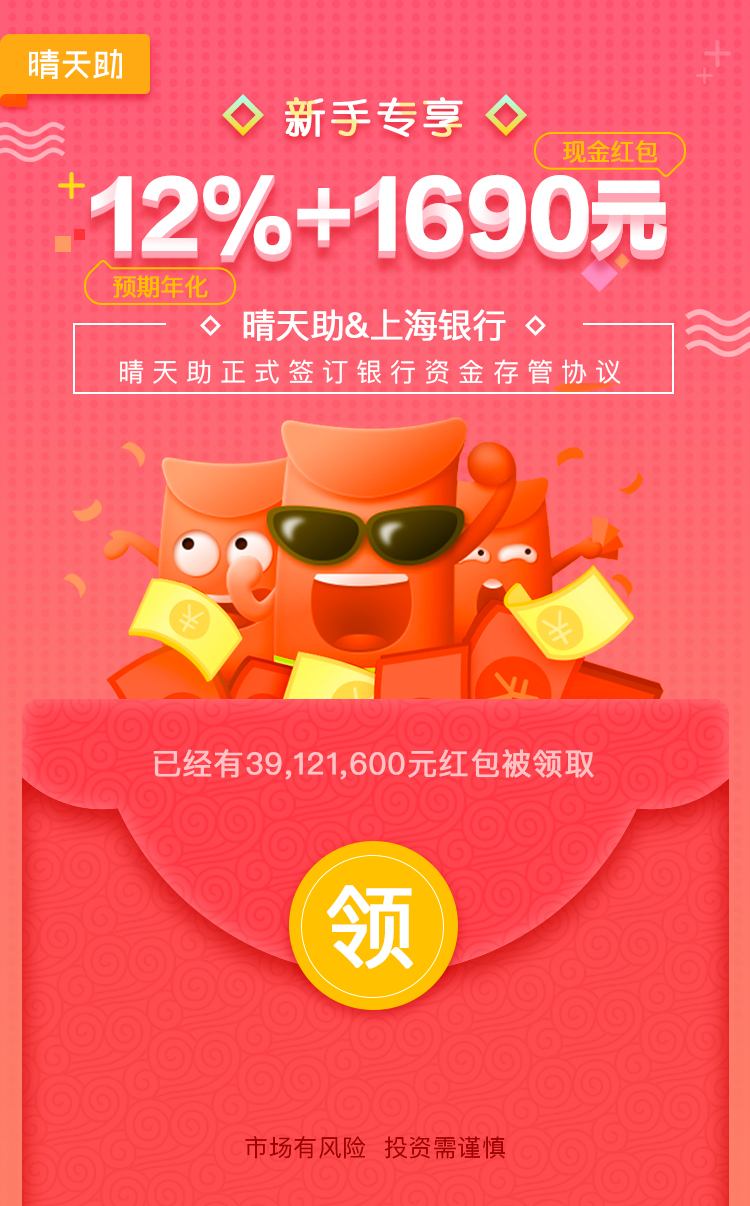 晴天助
新手专享
现金红包
12%+1690元
预期年化
晴天助&上海银行
晴天助正式签订银行资金存管协议
已经有39,121,600元红包被领取
领
市场有风险 投资需谨慎